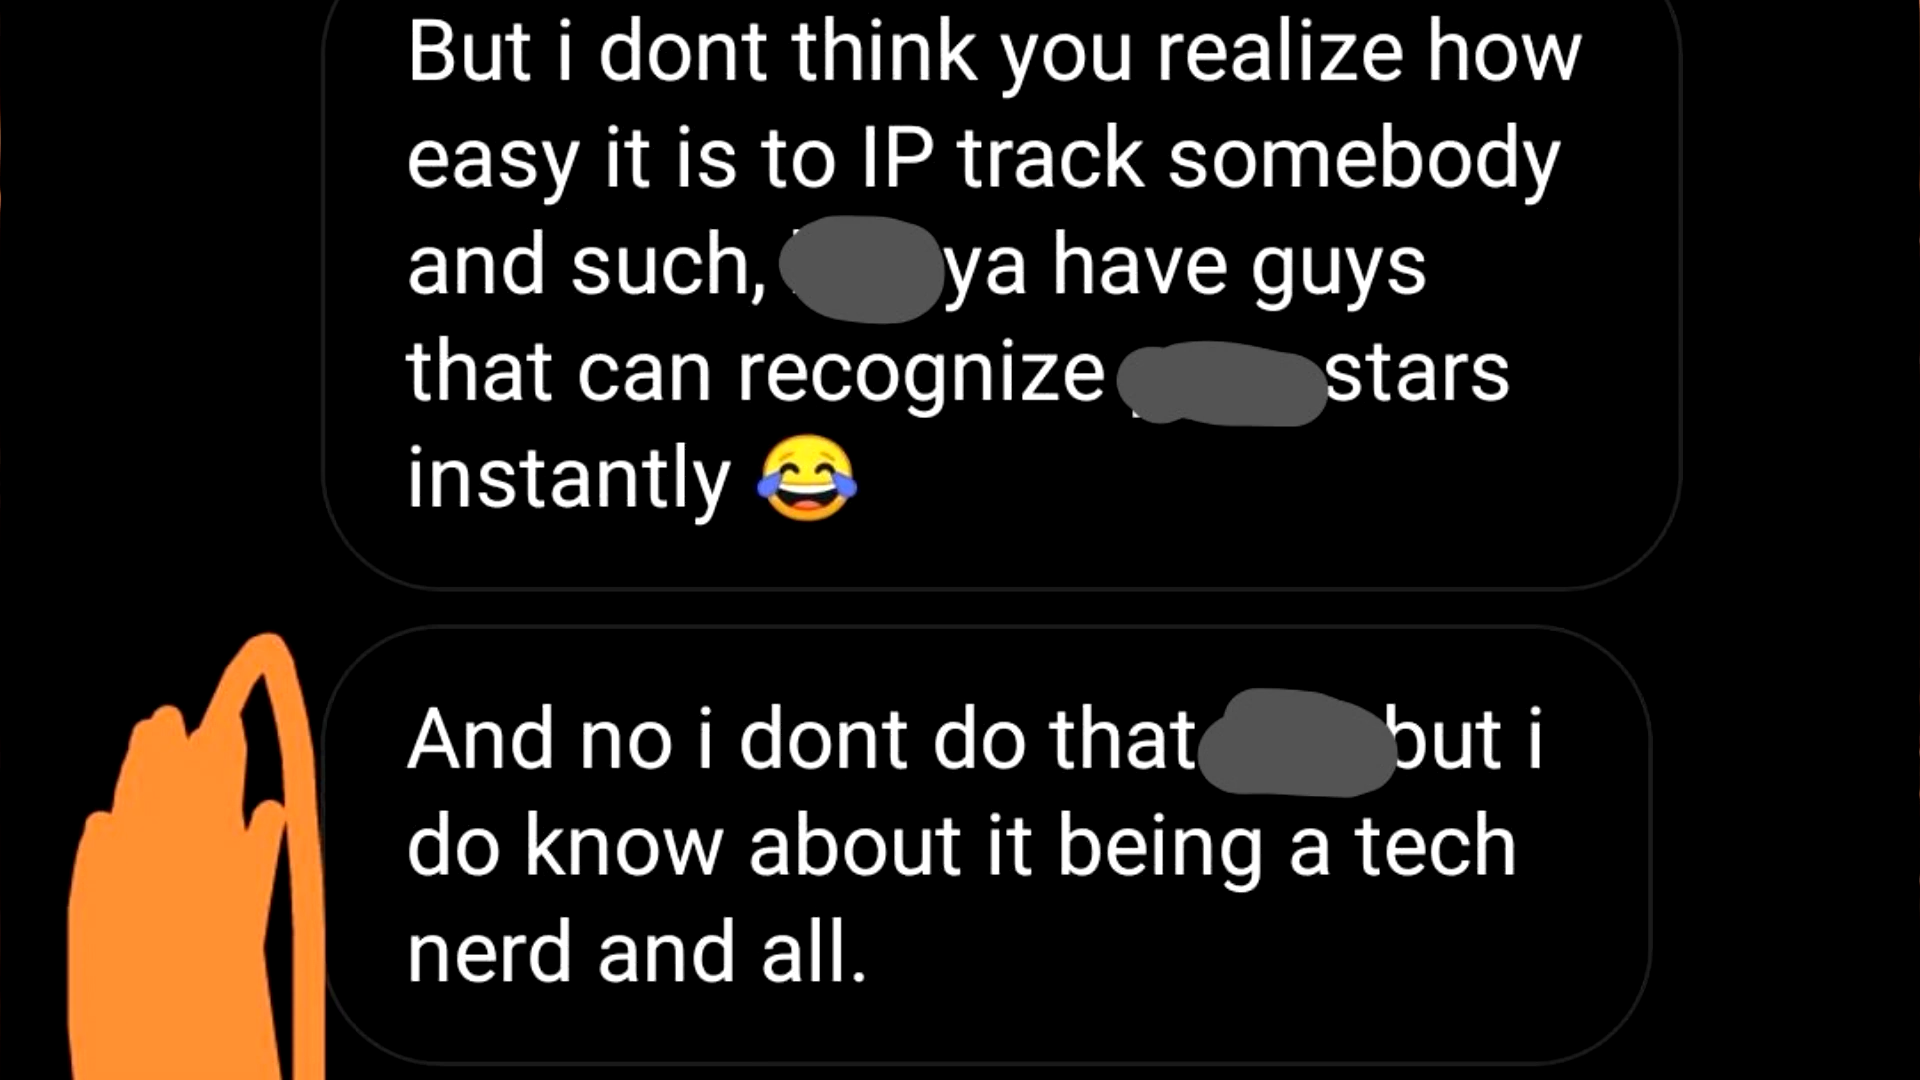 But i dont think you realize how
easy it is to IP track somebody
and such, ya have guys
that can recognize stars
instantly 😂
And no i dont do that but i
do know about it being a tech
nerd and all.